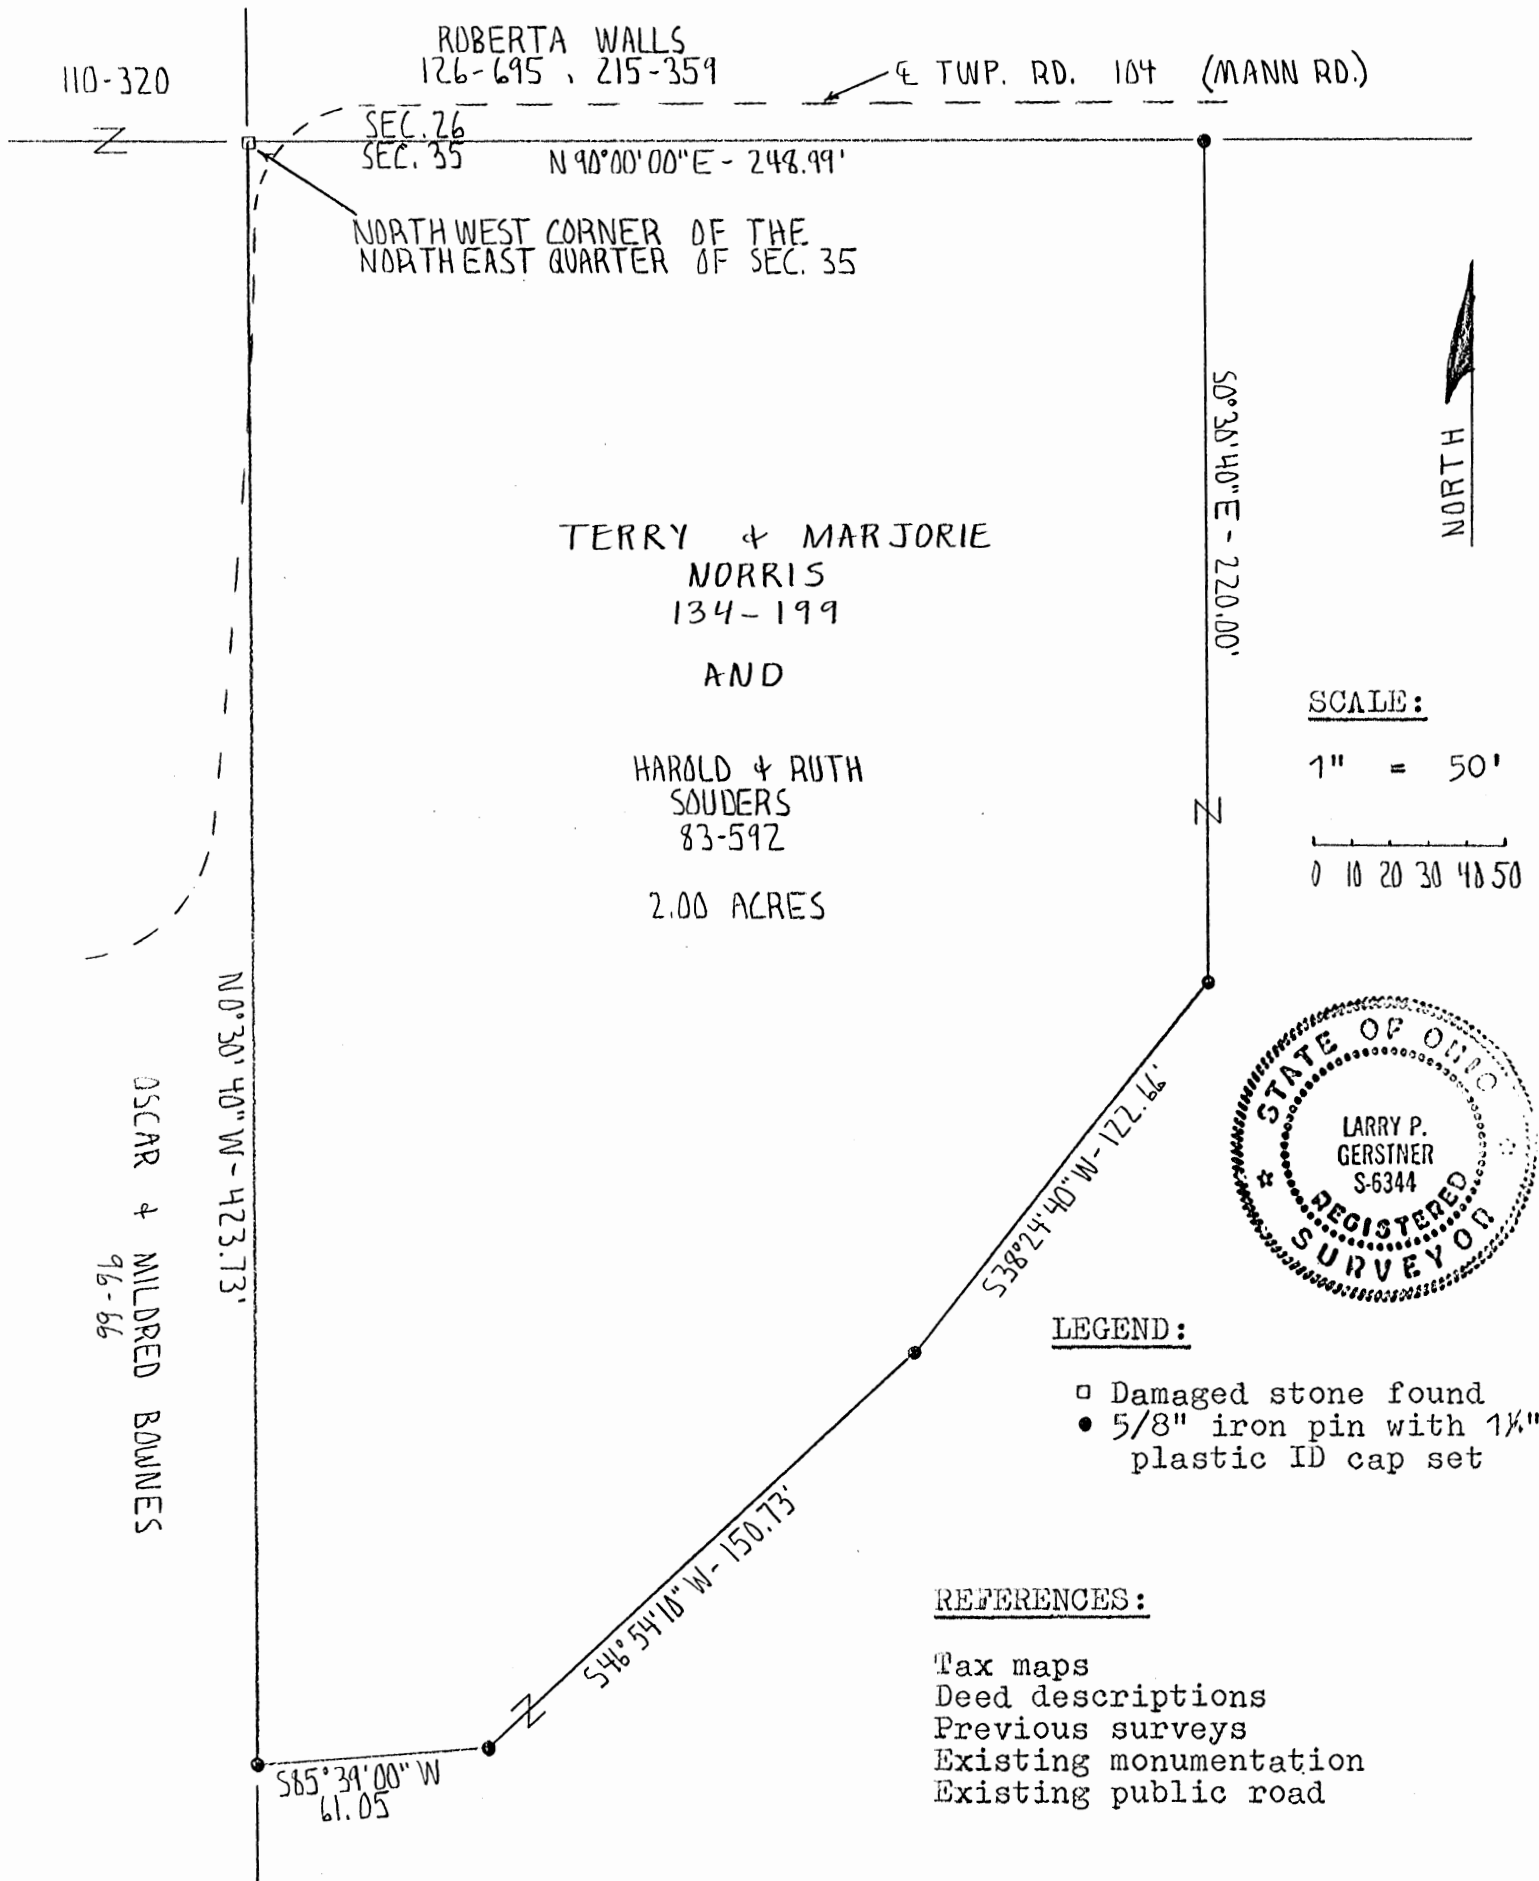 110-320
ROBERTA WALLS
126-695 , 215-359
℄ TWP. RD. 104 (MANN RD.)
SEC. 26
SEC. 35
N 90°00'00"E - 248.99'
NORTHWEST CORNER OF THE
NORTHEAST QUARTER OF SEC. 35
S0°30'40"E - 220.00'
NORTH
TERRY & MARJORIE
NORRIS
134-199
AND
HAROLD & RUTH
SOUDERS
83-592
2.00 ACRES
SCALE:
1" = 50'
0 10 20 30 40 50
N0°30'40"W - 423.73'
OSCAR & MILDRED BOWNES
96-66
S38°24'40"W - 122.66'
STATE OF OHIO
LARRY P.
GERSTNER
S-6344
REGISTERED
SURVEYOR
LEGEND:
Damaged stone found
5/8" iron pin with 1¼"
plastic ID cap set
S46°54'10"W - 150.73'
S85°39'00"W
61.05
REFERENCES:
Tax maps
Deed descriptions
Previous surveys
Existing monumentation
Existing public road